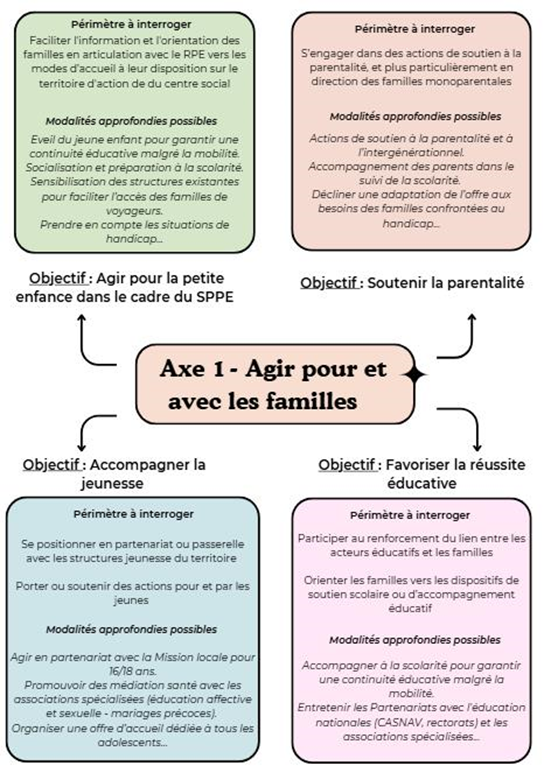 Périmètre à interroger
Faciliter l'information et l'orientation des
familles en articulation avec le RPE vers les
modes d'accueil à leur disposition sur le
territoire d'action de du centre social
Modalités approfondies possibles
Eveil du jeune enfant pour garantir une
continuité éducative malgré la mobilité.
Socialisation et préparation à la scolarité.
Sensibilisation des structures existantes
pour faciliter l'accès des familles de
voyageurs.
Prendre en compte les situations de
handicap...
Objectif : Agir pour la petite
enfance dans le cadre du SPPE
Périmètre à interroger
S'engager dans des actions de soutien à la
parentalité, et plus particulièrement en
direction des familles monoparentales
Modalités approfondies possibles
Actions de soutien à la parentalité et à
l'intergénérationnel.
Accompagnement des parents dans le
suivi de la scolarité.
Décliner une adaptation de l'offre aux
besoins des familles confrontées au
handicap...
Objectif : Soutenir la parentalité
Axe 1 - Agir pour et
avec les familles
Objectif : Accompagner la
jeunesse
Périmètre à interroger
Se positionner en partenariat ou passerelle
avec les structures jeunesse du territoire
Porter ou soutenir des actions pour et par les
jeunes
Modalités approfondies possibles
Agir en partenariat avec la Mission locale pour
16/18 ans.
Promouvoir des médiation santé avec les
associations spécialisées (éducation affective
et sexuelle - mariages précoces).
Organiser une offre d'accueil dédiée à tous les
adolescents...
Objectif : Favoriser la réussite
éducative
Périmètre à interroger
Participer au renforcement du lien entre les
acteurs éducatifs et les familles
Orienter les familles vers les dispositifs de
soutien scolaire ou d'accompagnement
éducatif
Modalités approfondies possibles
Accompagner à la scolarité pour garantir
une continuité éducative malgré la
mobilité.
Entretenir les Partenariats avec l'éducation
nationales (CASNAV, rectorats) et les
associations spécialisées...